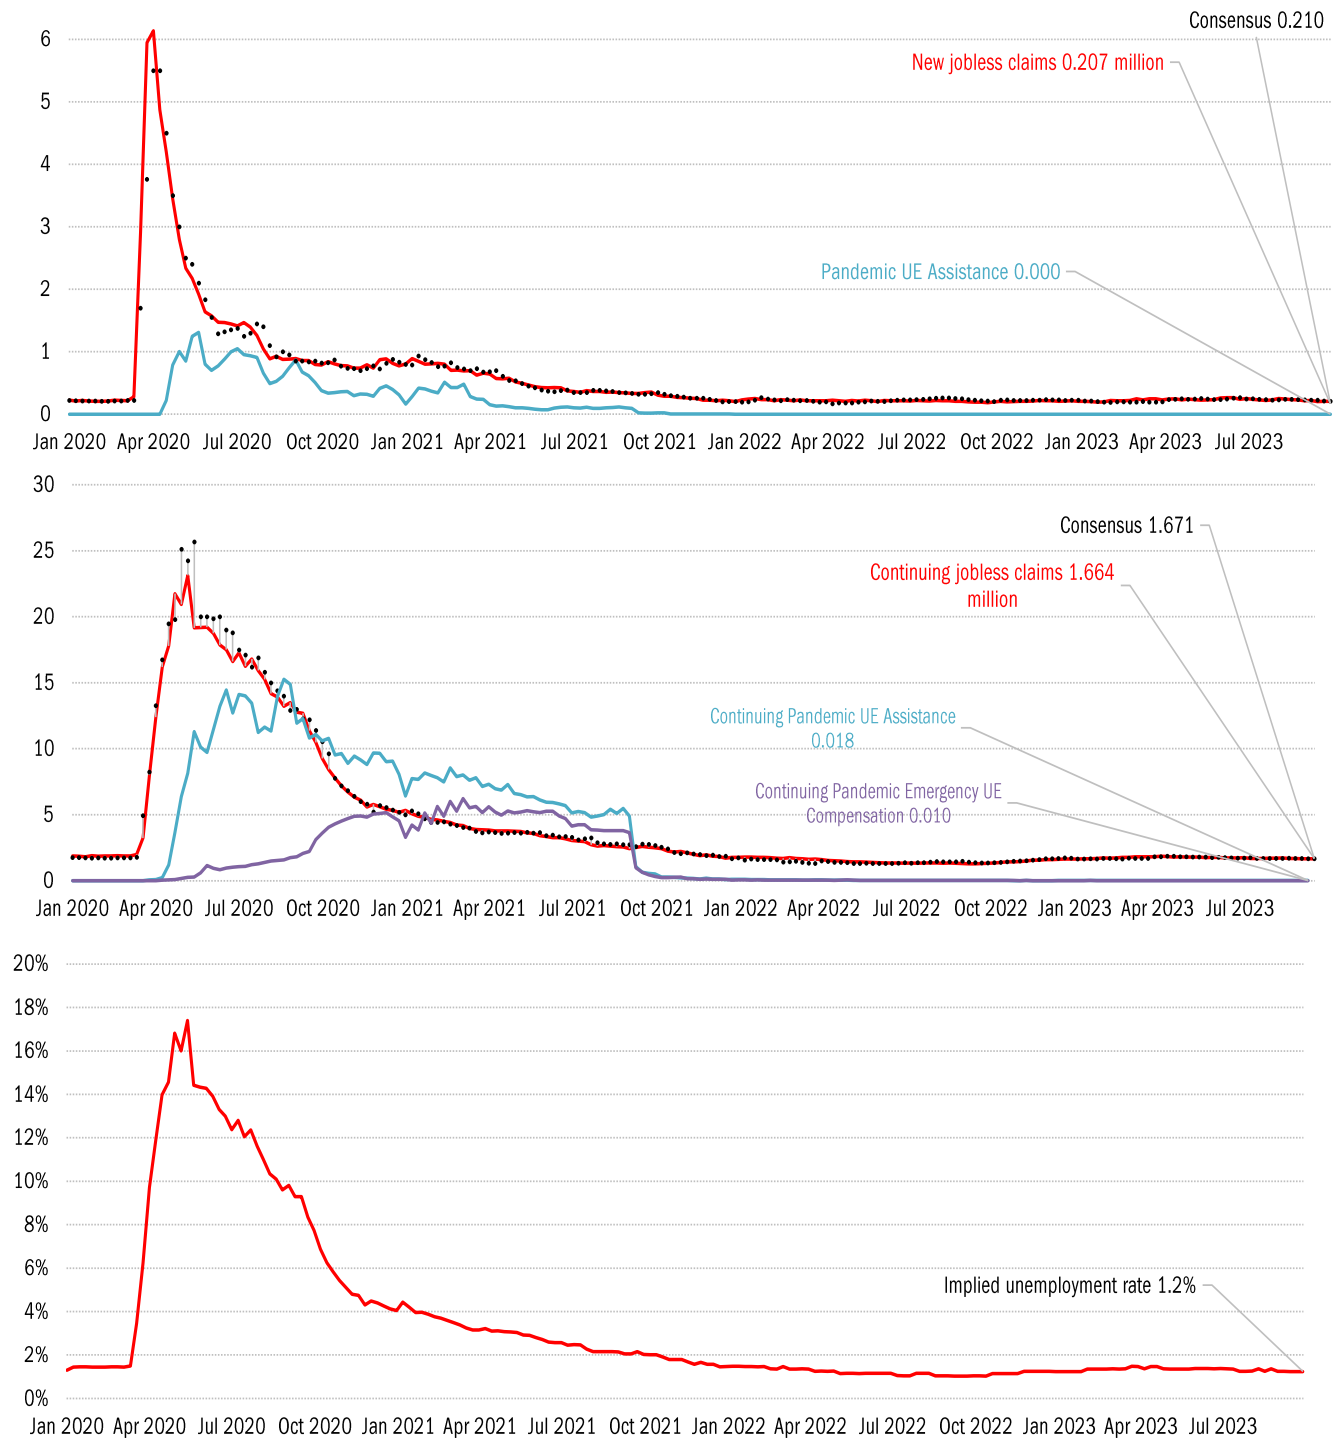 Consensus 0.210
6
New jobless claims 0.207 million
5
4
3
Pandemic UE Assistance 0.000
2
1
0
Jan 2020 Apr 2020 Jul 2020 Oct 2020 Jan 2021 Apr 2021 Jul 2021 Oct 2021 Jan 2022 Apr 2022 Jul 2022 Oct 2022 Jan 2023 Apr 2023 Jul 2023
30
Consensus 1.671
25
Continuing jobless claims 1.664
million
20
15
Continuing Pandemic UE Assistance
0.018
10
Continuing Pandemic Emergency UE
Compensation 0.010
5
0
Jan 2020 Apr 2020 Jul 2020 Oct 2020 Jan 2021 Apr 2021 Jul 2021 Oct 2021 Jan 2022 Apr 2022 Jul 2022 Oct 2022 Jan 2023 Apr 2023 Jul 2023
20%
18%
16%
14%
12%
10%
8%
6%
Implied unemployment rate 1.2%
4%
2%
0%
Jan 2020 Apr 2020 Jul 2020 Oct 2020 Jan 2021 Apr 2021 Jul 2021 Oct 2021 Jan 2022 Apr 2022 Jul 2022 Oct 2022 Jan 2023 Apr 2023 Jul 2023